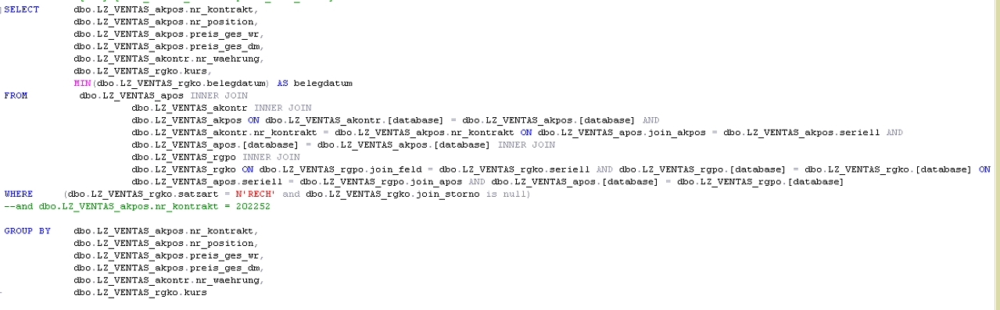 SELECT dbo.LZ_VENTAS_akpos.nr_kontrakt,
dbo.LZ_VENTAS_akpos.nr_position,
dbo.LZ_VENTAS_akpos.preis_ges_wr,
dbo.LZ_VENTAS_akpos.preis_ges_dm,
dbo.LZ_VENTAS_akontr.nr_waehrung,
dbo.LZ_VENTAS_rgko.kurs,
MIN(dbo.LZ_VENTAS_rgko.belegdatum) AS belegdatum
FROM dbo.LZ_VENTAS_apos INNER JOIN
dbo.LZ_VENTAS_akontr INNER JOIN
dbo.LZ_VENTAS_akpos ON dbo.LZ_VENTAS_akontr.[database] = dbo.LZ_VENTAS_akpos.[database] AND
dbo.LZ_VENTAS_akontr.nr_kontrakt = dbo.LZ_VENTAS_akpos.nr_kontrakt ON dbo.LZ_VENTAS_apos.join_akpos = dbo.LZ_VENTAS_akpos.seriell AND
dbo.LZ_VENTAS_apos.[database] = dbo.LZ_VENTAS_akpos.[database] INNER JOIN
dbo.LZ_VENTAS_rgpo INNER JOIN
dbo.LZ_VENTAS_rgko ON dbo.LZ_VENTAS_rgpo.join_feld = dbo.LZ_VENTAS_rgko.seriell AND dbo.LZ_VENTAS_rgpo.[database] = dbo.LZ_VENTAS_rgko.[database] ON
dbo.LZ_VENTAS_apos.seriell = dbo.LZ_VENTAS_rgpo.join_apos AND dbo.LZ_VENTAS_apos.[database] = dbo.LZ_VENTAS_rgpo.[database]
WHERE (dbo.LZ_VENTAS_rgko.satzart = N'RECH' and dbo.LZ_VENTAS_rgko.join_storno is null)
--and dbo.LZ_VENTAS_akpos.nr_kontrakt = 202252
GROUP BY dbo.LZ_VENTAS_akpos.nr_kontrakt,
dbo.LZ_VENTAS_akpos.nr_position,
dbo.LZ_VENTAS_akpos.preis_ges_wr,
dbo.LZ_VENTAS_akpos.preis_ges_dm,
dbo.LZ_VENTAS_akontr.nr_waehrung,
dbo.LZ_VENTAS_rgko.kurs